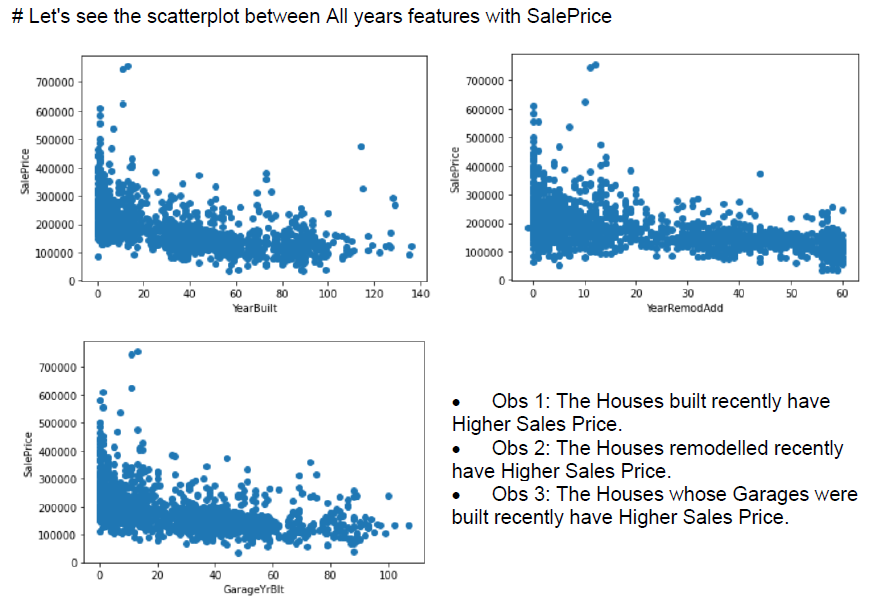 # Let's see the scatterplot between All years features with SalePrice
700000
600000
500000
400000
300000
200000
100000
0
SalePrice
0 20 40 60 80 100 120 140
YearBuilt
700000
600000
500000
400000
300000
200000
100000
0
SalePrice
0 10 20 30 40 50 60
YearRemodAdd
700000
600000
500000
400000
300000
200000
100000
0
SalePrice
0 20 40 60 80 100
GarageYrBlt
• Obs 1: The Houses built recently have
Higher Sales Price.
• Obs 2: The Houses remodelled recently
have Higher Sales Price.
• Obs 3: The Houses whose Garages were
built recently have Higher Sales Price.